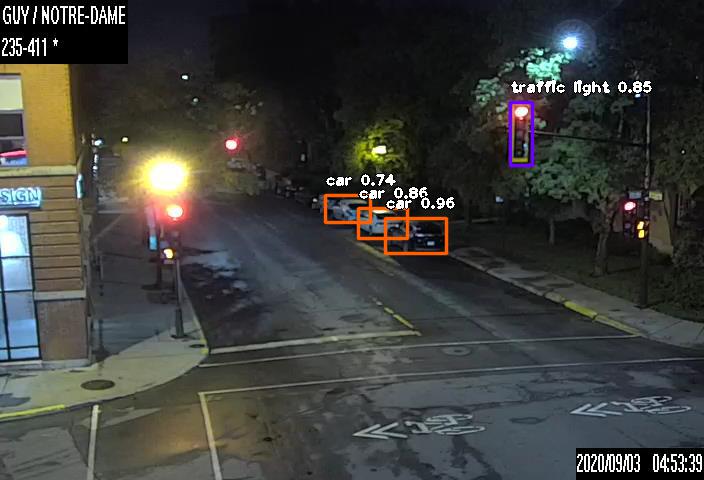 GUY / NOTRE-DAME
235-411 *
traffic light 0.85
car 0.74
car 0.86
car 0.96
SIGN
2020/09/03 04:53:39